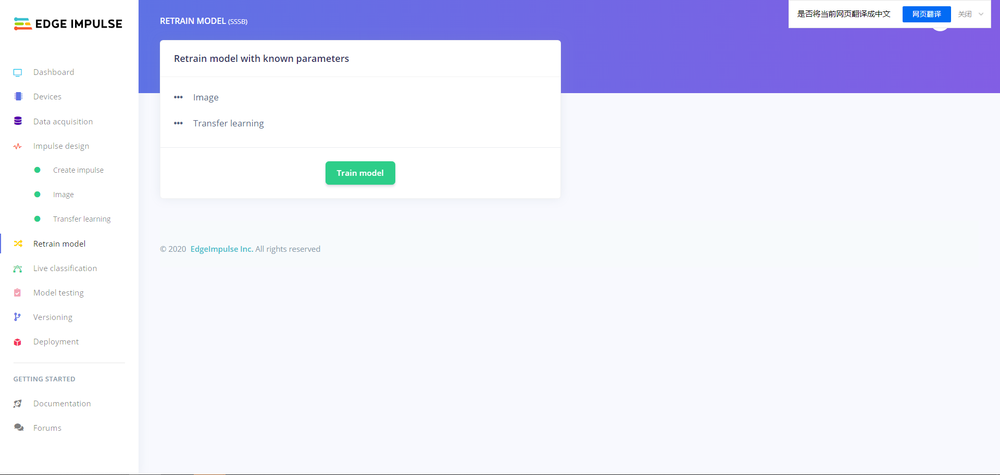 EDGE IMPULSE
Dashboard
Devices
Data acquisition
Impulse design
Create impulse
Image
Transfer learning
Retrain model
Live classification
Model testing
Versioning
Deployment
GETTING STARTED
Documentation
Forums
RETRAIN MODEL (SSSB)
是否将当前网页翻译成中文 网页翻译 关闭
Retrain model with known parameters
Image
Transfer learning
Train model
© 2020 EdgeImpulse Inc. All rights reserved